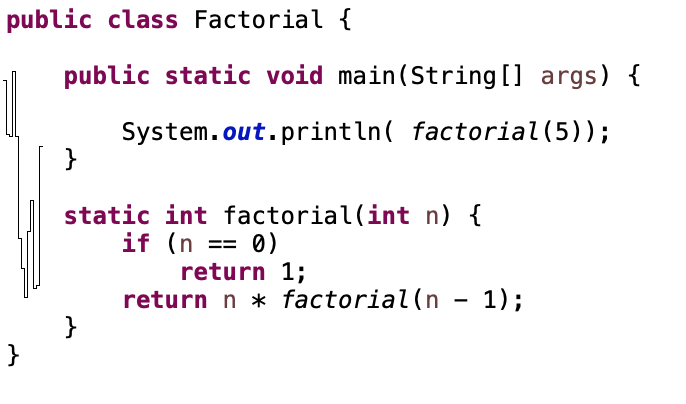 public class Factorial {
public static void main(String[] args) {
System.out.println( factorial(5));
}
static int factorial(int n) {
if (n == 0)
return 1;
return n * factorial(n - 1);
}
}